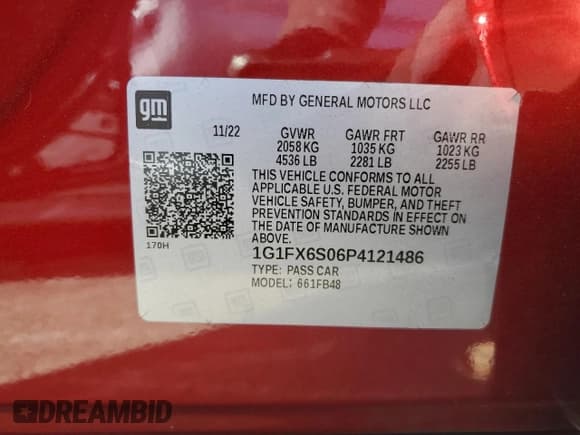 gm
MFD BY GENERAL MOTORS LLC
11/22 GVWR GAWR FRT GAWR RR
2058 KG 1035 KG 1023 KG
4536 LB 2281 LB 2255 LB
THIS VEHICLE CONFORMS TO ALL
APPLICABLE U.S. FEDERAL MOTOR
VEHICLE SAFETY, BUMPER, AND THEFT
PREVENTION STANDARDS IN EFFECT ON
THE DATE OF MANUFACTURE SHOWN
ABOVE.
170H
1G1FX6S06P4121486
TYPE: PASS CAR
MODEL: 661FB48
DREAMBID